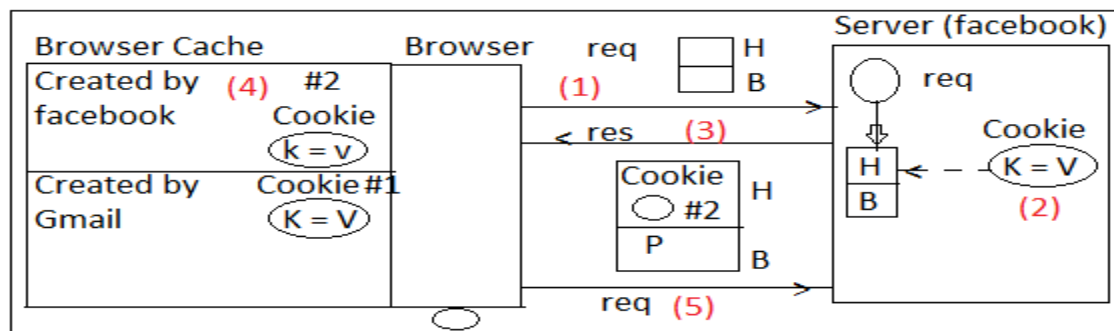 Server (facebook)
Browser Cache
Browser
req
H
B
Created by
facebook
(4)
#2
Cookie
k = v
(1)
req
res
(3)
Cookie
K = V
(2)
H
B
Created by
Gmail
Cookie #1
K = V
Cookie
#2
P
H
B
req (5)